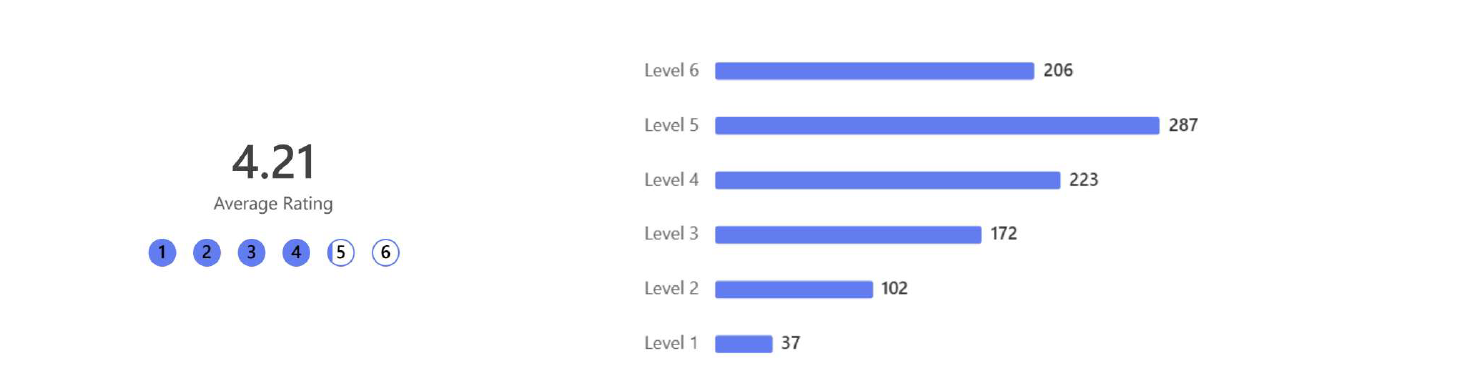 4.21
Average Rating
1 2 3 4 5 6
Level 6 206
Level 5 287
Level 4 223
Level 3 172
Level 2 102
Level 1 37